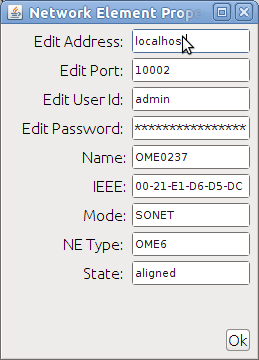 Network Element Prop
Edit Address: localhos
Edit Port: 10002
Edit User Id: admin
Edit Password: ****************
Name: OME0237
IEEE: 00-21-E1-D6-D5-DC
Mode: SONET
NE Type: OME6
State: aligned
Ok